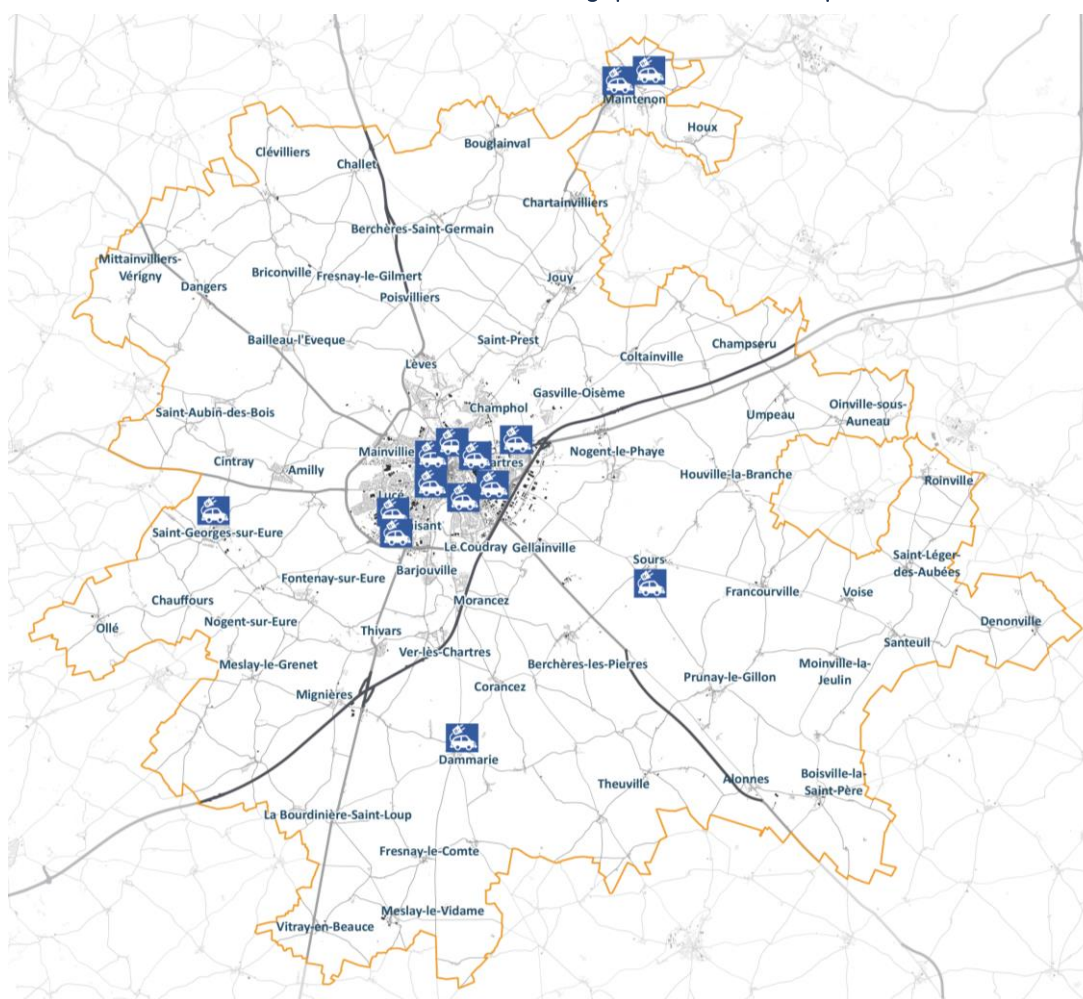 Maintenon
Houx
Clévilliers
Bouglainval
Challet
Chartainvilliers
Berchères-Saint-Germain
Mittainvilliers-
Vérigny
Briconville
Fresnay-le-Gilmert
Jouy
Dangers
Poisvilliers
Bailleau-l'Eveque
Saint-Prest
Champseru
Coltainville
Lèves
Gasville-Oisème
Saint-Aubin-des-Bois
Champhol
Umpeau
Oinville-sous-
Auneau
Mainvillie
artres
Nogent-le-Phaye
Cintray
Amilly
Houville-la-Branche
Roinville
Lucé
isant
Saint-Georges-sur-Eure
Le Coudray
Gellainville
Sours
Saint-Léger-
des-Aubées
Barjouville
Fontenay-sur-Eure
Francourville
Voise
Chauffours
Morancez
Ollé
Nogent-sur-Eure
Denonville
Thivars
Santeuil
Ver-lès-Chartres
Meslay-le-Grenet
Berchères-les-Pierres
Moinville-la-
Jeulin
Prunay-le-Gillon
Corancez
Mignières
Dammarie
Theuville
Alonnes
Boisville-la-
Saint-Père
La Bourdinière-Saint-Loup
Fresnay-le-Comte
Meslay-le-Vidame
Vitray-en-Beauce